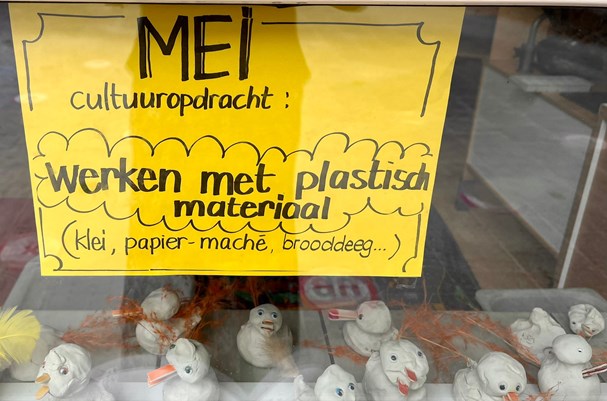 MEI
cultuuropdracht :
Werken met plastisch
materiaal
(klei, papier-maché, brooddeeg...)